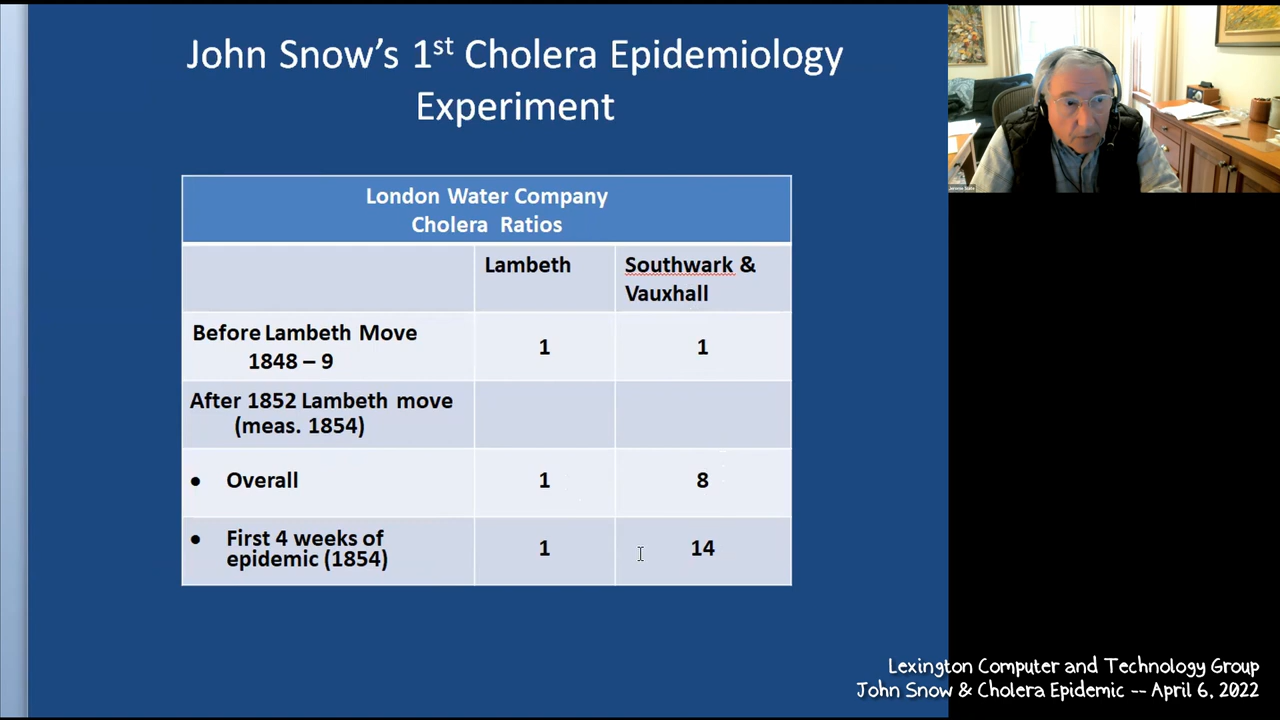 John Snow's 1st Cholera Epidemiology
Experiment
London Water Company
Cholera Ratios
Lambeth
Southwark &
Vauxhall
Before Lambeth Move
1848 – 9
1
1
After 1852 Lambeth move
(meas. 1854)
• Overall
1
8
• First 4 weeks of
epidemic (1854)
1
14
Lexington Computer and Technology Group
John Snow & Cholera Epidemic -- April 6, 2022